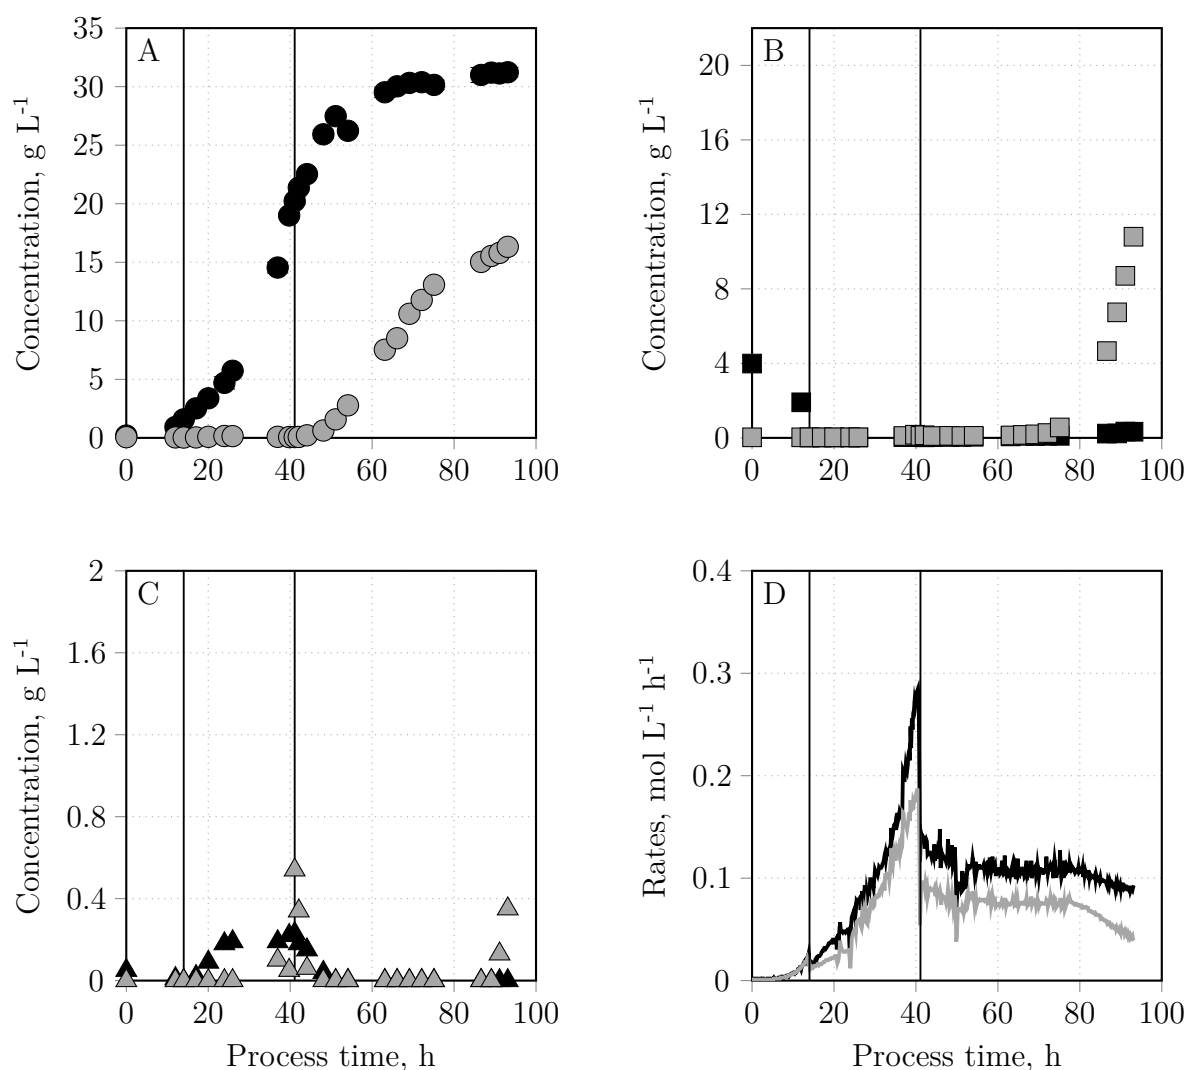 A
35
30
25
20
15
10
5
0
0 20 40 60 80 100
Concentration, g L-1
B
20
16
12
8
4
0
0 20 40 60 80 100
Concentration, g L-1
C
2
1.6
1.2
0.8
0.4
0
0 20 40 60 80 100
Concentration, g L-1
Process time, h
D
0.4
0.3
0.2
0.1
0
0 20 40 60 80 100
Rates, mol L-1 h-1
Process time, h